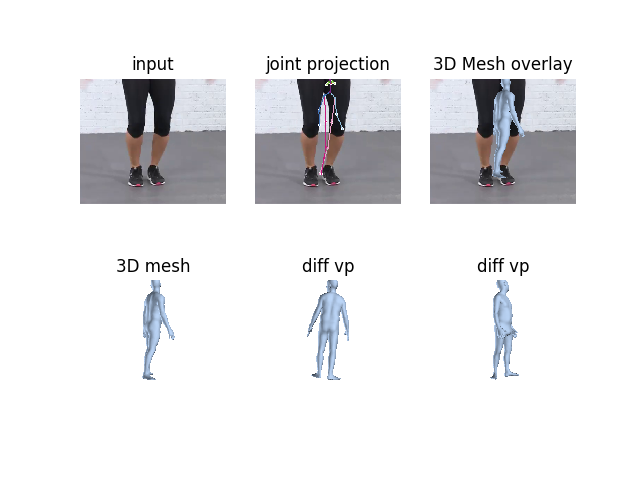 input
joint projection
3D Mesh overlay
3D mesh
diff vp
diff vp